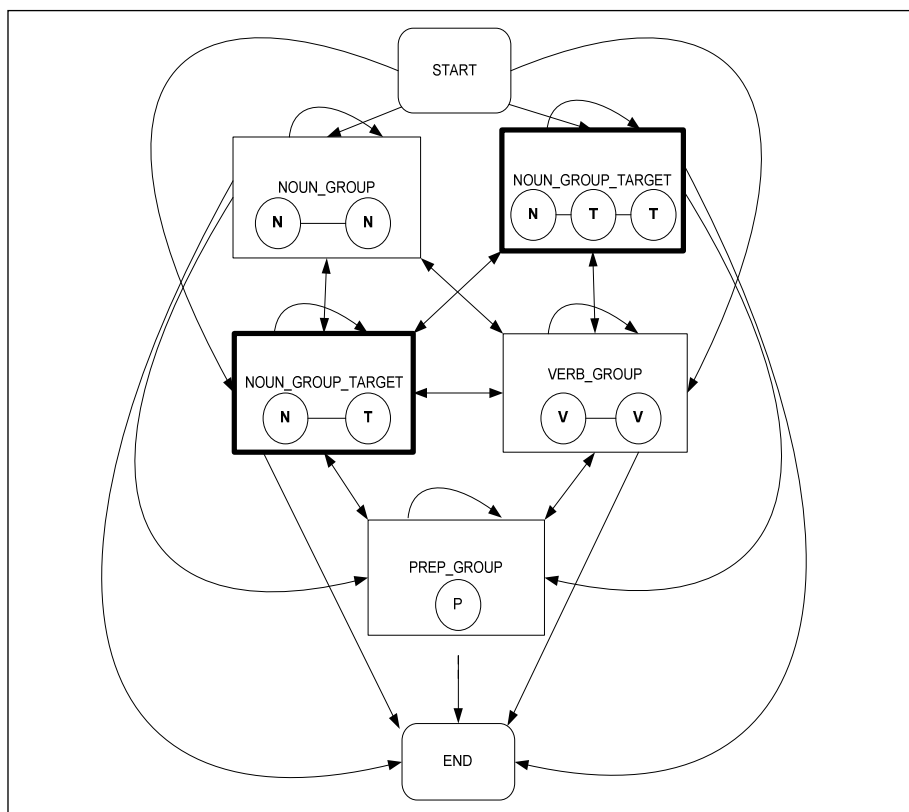 START
NOUN_GROUP
N N
NOUN_GROUP_TARGET
N T T
NOUN_GROUP_TARGET
N T
VERB_GROUP
V V
PREP_GROUP
P
END